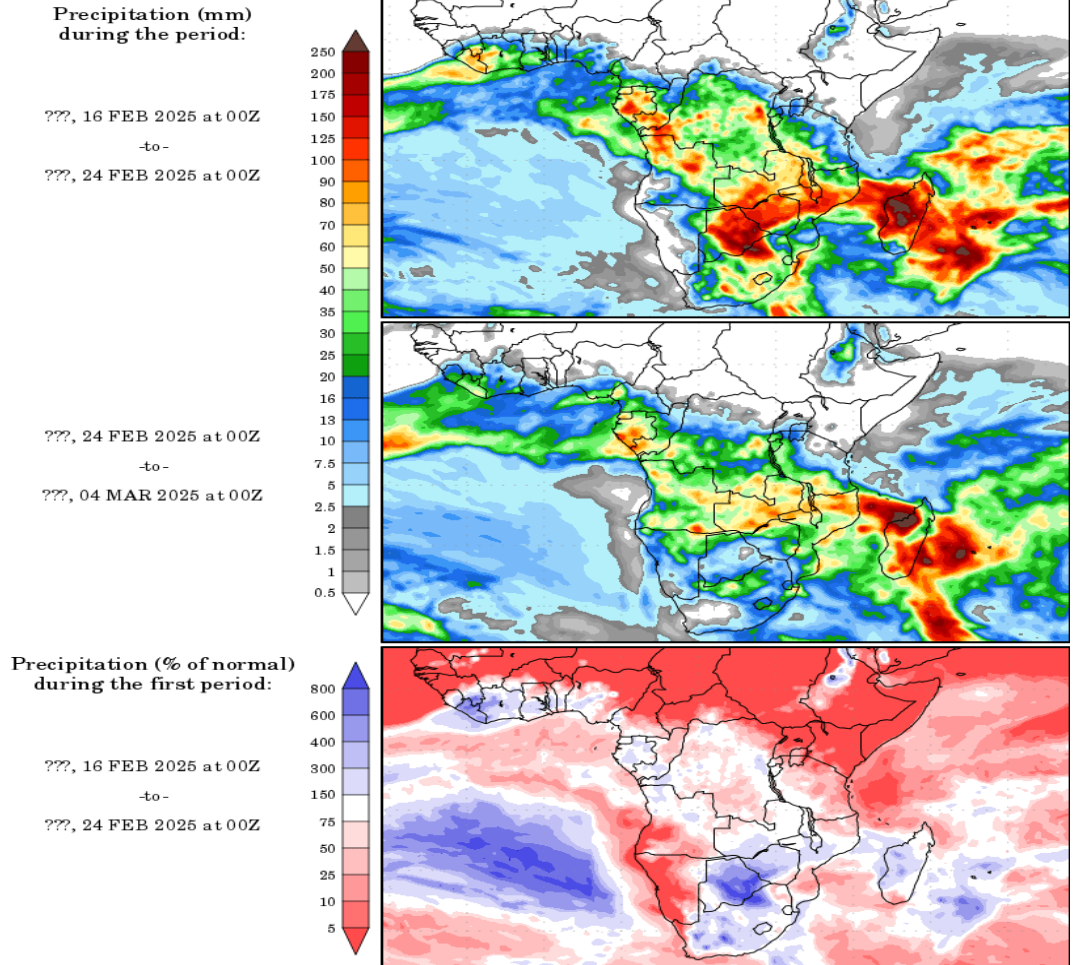 Precipitation (mm)
during the period:
???, 16 FEB 2025 at 00Z
-to-
???, 24 FEB 2025 at 00Z
250
200
175
150
125
100
90
80
70
60
50
40
35
30
25
20
16
13
10
7.5
5
2.5
2
1.5
1
0.5
???, 24 FEB 2025 at 00Z
-to-
???, 04 MAR 2025 at 00Z
Precipitation (% of normal)
during the first period:
???, 16 FEB 2025 at 00Z
-to-
???, 24 FEB 2025 at 00Z
800
600
400
300
150
75
50
25
10
5